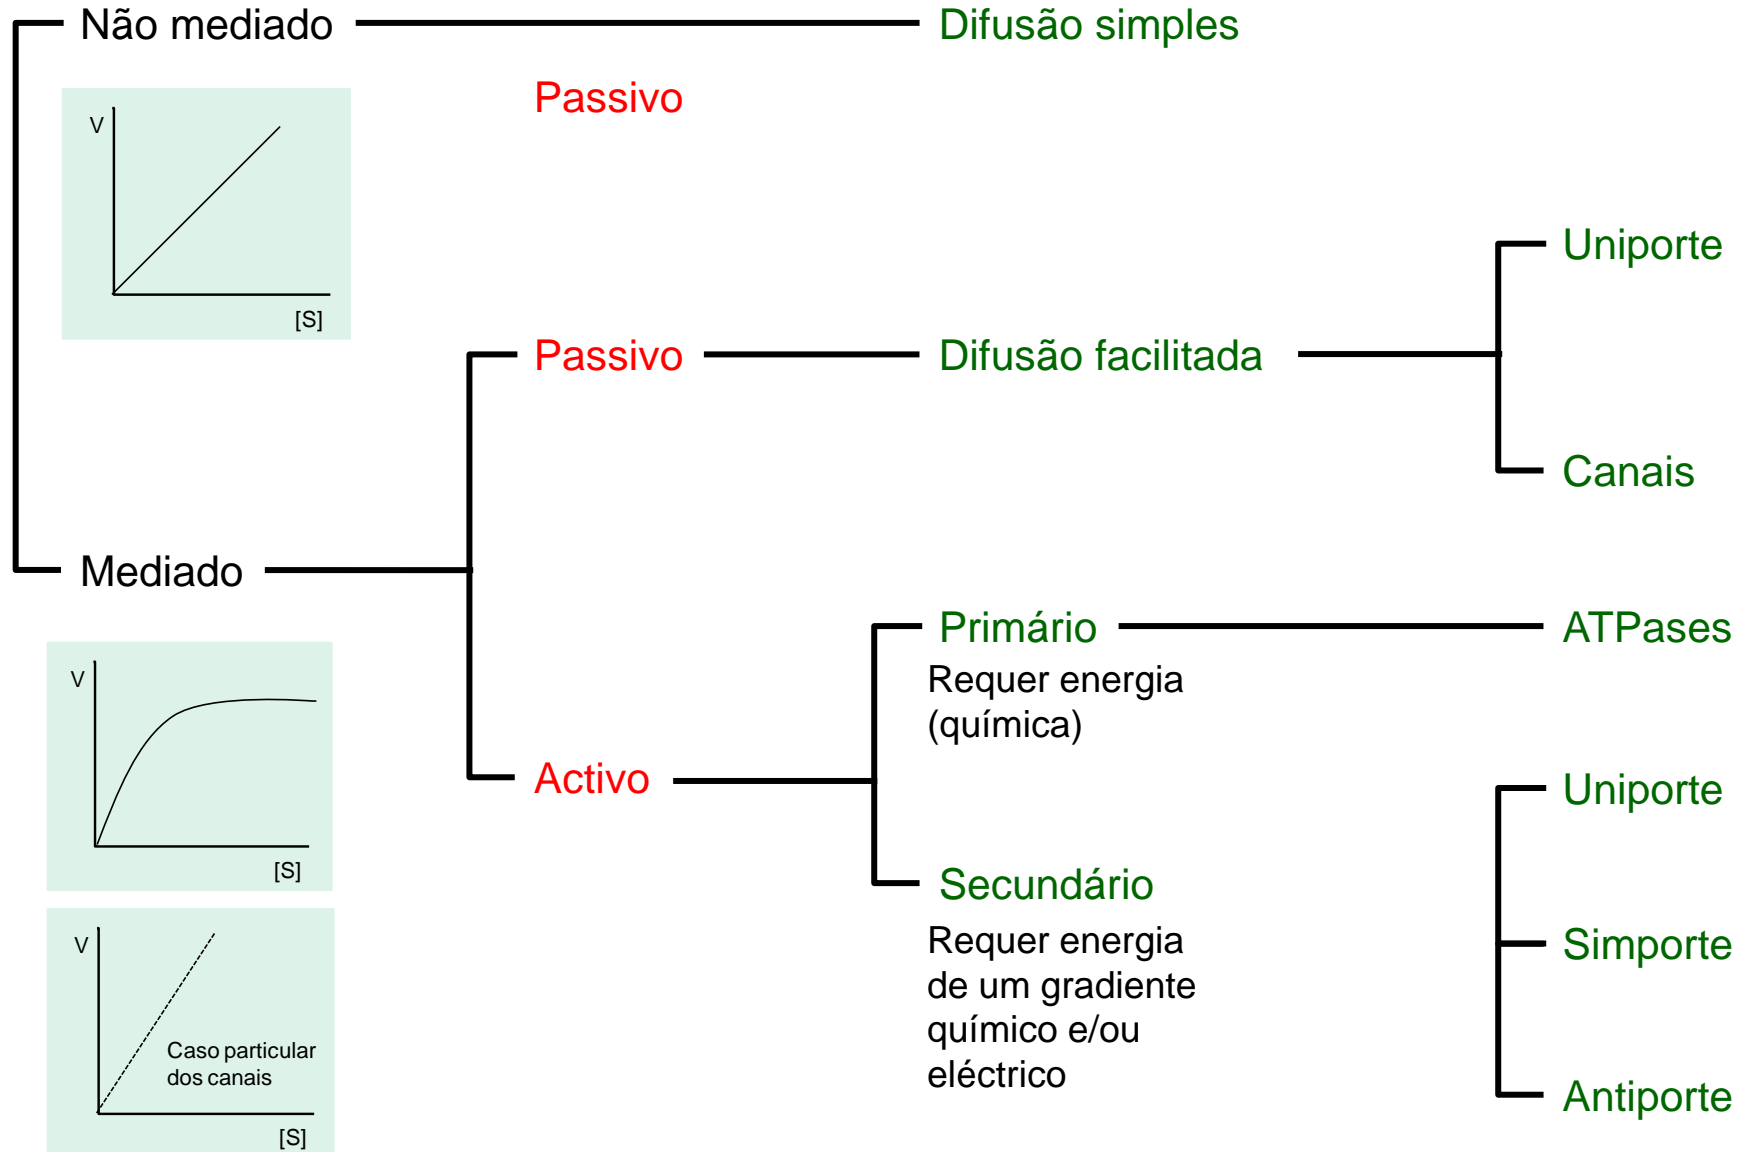 Não mediado
Difusão simples
Passivo
V
[S]
Uniporte
Passivo
Difusão facilitada
Canais
Mediado
Primário
ATPases
Requer energia
(química)
V
[S]
Activo
Uniporte
Secundário
Requer energia
de um gradiente
químico e/ou
eléctrico
Simporte
Antiporte
V
Caso particular
dos canais
[S]